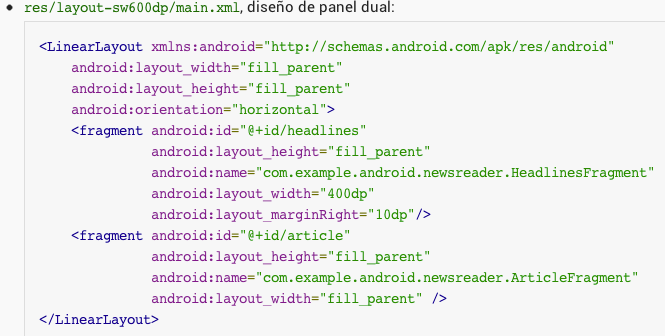 • res/layout-sw600dp/main.xml, diseño de panel dual:
<LinearLayout xmlns:android="http://schemas.android.com/apk/res/android"
    android:layout_width="fill_parent"
    android:layout_height="fill_parent"
    android:orientation="horizontal">
    <fragment android:id="@+id/headlines"
              android:layout_height="fill_parent"
              android:name="com.example.android.newsreader.HeadlinesFragment"
              android:layout_width="400dp"
              android:layout_marginRight="10dp"/>
    <fragment android:id="@+id/article"
              android:layout_height="fill_parent"
              android:name="com.example.android.newsreader.ArticleFragment"
              android:layout_width="fill_parent" />
</LinearLayout>